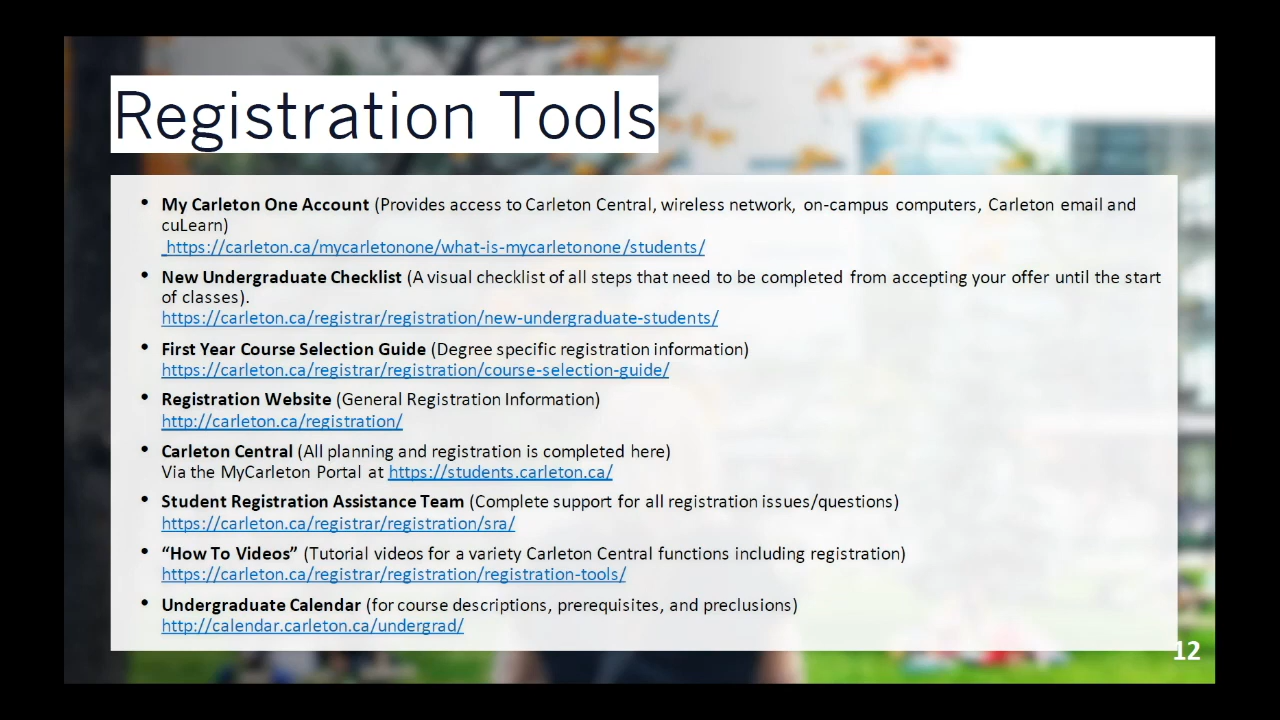 Registration Tools
• My Carleton One Account (Provides access to Carleton Central, wireless network, on-campus computers, Carleton email and
cuLearn)
https://carleton.ca/mycarletonone/what-is-mycarletonone/students/
• New Undergraduate Checklist (A visual checklist of all steps that need to be completed from accepting your offer until the start
of classes).
https://carleton.ca/registrar/registration/new-undergraduate-students/
• First Year Course Selection Guide (Degree specific registration information)
https://carleton.ca/registrar/registration/course-selection-guide/
• Registration Website (General Registration Information)
http://carleton.ca/registration/
• Carleton Central (All planning and registration is completed here)
Via the MyCarleton Portal at https://students.carleton.ca/
• Student Registration Assistance Team (Complete support for all registration issues/questions)
https://carleton.ca/registrar/registration/sra/
• “How To Videos” (Tutorial videos for a variety Carleton Central functions including registration)
https://carleton.ca/registrar/registration/registration-tools/
• Undergraduate Calendar (for course descriptions, prerequisites, and preclusions)
http://calendar.carleton.ca/undergrad/
12